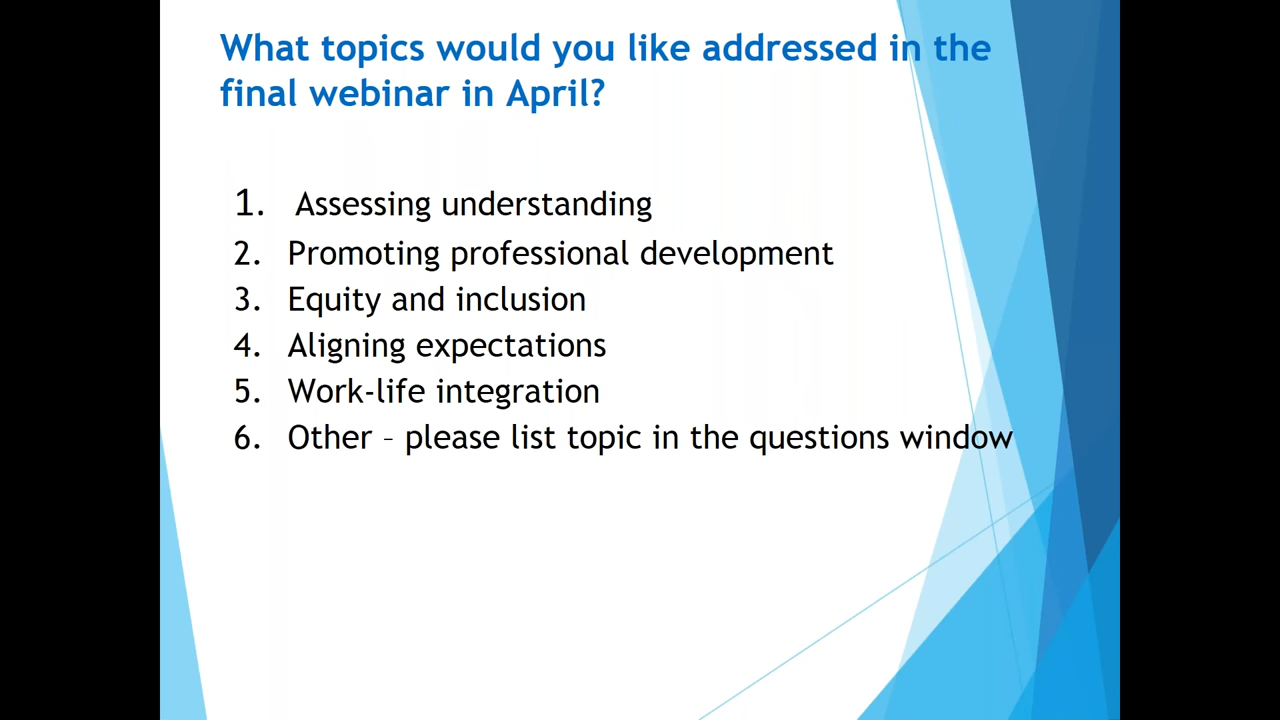 What topics would you like addressed in the
final webinar in April?
1. Assessing understanding
2. Promoting professional development
3. Equity and inclusion
4. Aligning expectations
5. Work-life integration
6. Other – please list topic in the questions window